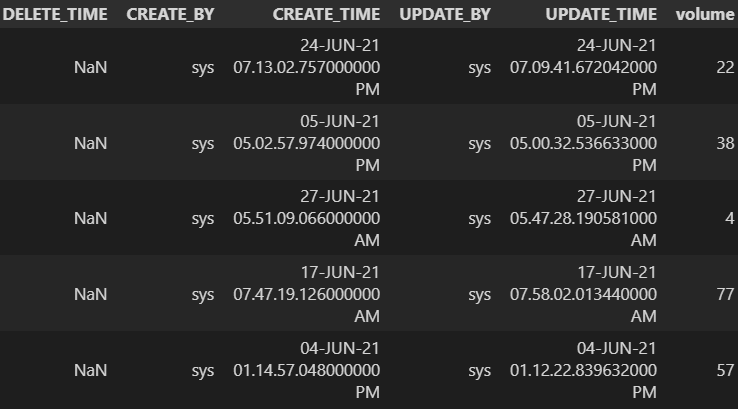 DELETE_TIME CREATE_BY CREATE_TIME UPDATE_BY UPDATE_TIME volume
24-JUN-21 24-JUN-21
NaN sys 07.13.02.757000000 sys 07.09.41.672042000 22
PM PM
05-JUN-21 05-JUN-21
NaN sys 05.02.57.974000000 sys 05.00.32.536633000 38
PM PM
27-JUN-21 27-JUN-21
NaN sys 05.51.09.066000000 sys 05.47.28.190581000 4
AM AM
17-JUN-21 17-JUN-21
NaN sys 07.47.19.126000000 sys 07.58.02.013440000 77
AM AM
04-JUN-21 04-JUN-21
NaN sys 01.14.57.048000000 sys 01.12.22.839632000 57
PM PM